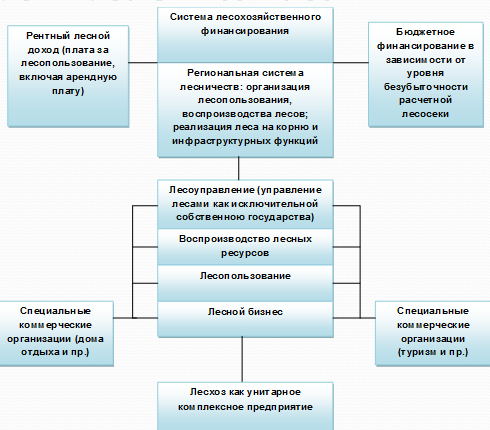 Система лесохозяйственного
финансирования
Рентный лесной
доход (плата за
лесопользование,
включая арендную
плату)
Бюджетное
финансирование в
зависимости от
уровня
безубыточности
расчетной
лесосеки
Региональная система
лесничеств: организация
лесопользования,
воспроизводства лесов;
реализация леса на корню и
инфраструктурных функций
Лесоуправление (управление
лесами как исключительной
собственною государства)
Воспроизводство лесных
ресурсов
Лесопользование
Лесной бизнес
Специальные
коммерческие
организации (дома
отдыха и пр.)
Специальные
коммерческие
организации
(туризм и пр.)
Лесхоз как унитарное
комплексное предприятие